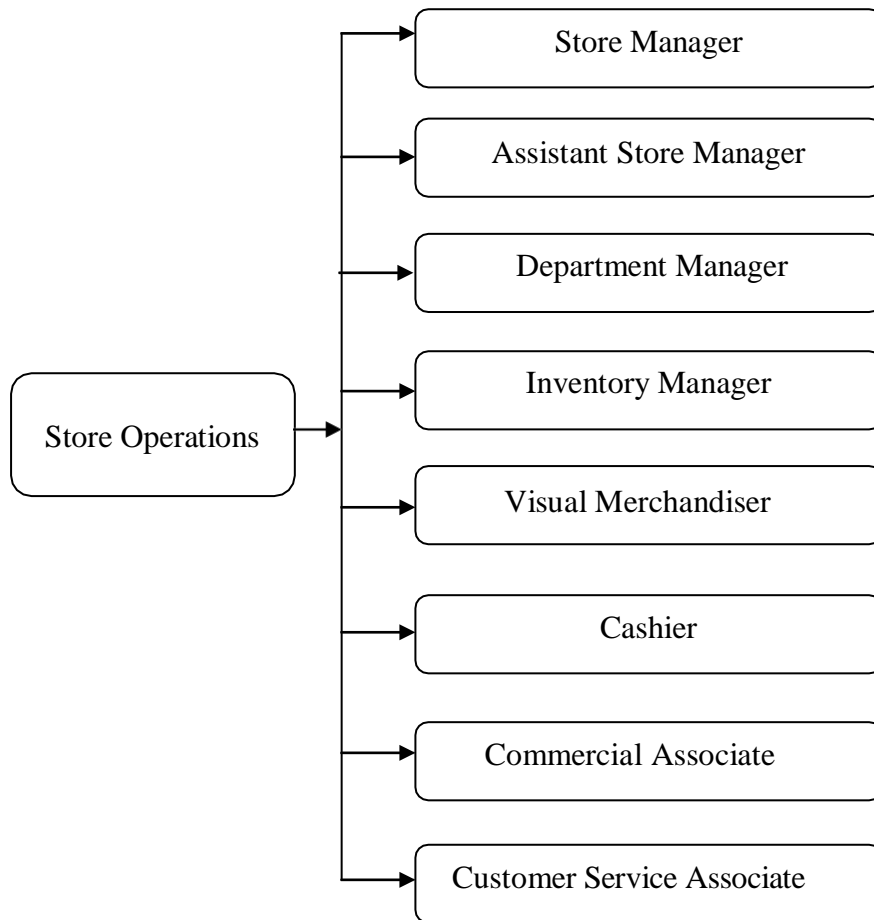 Store Manager
Assistant Store Manager
Department Manager
Inventory Manager
Store Operations
Visual Merchandiser
Cashier
Commercial Associate
Customer Service Associate